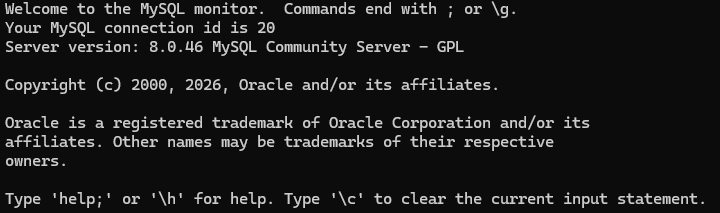 Welcome to the MySQL monitor.  Commands end with ; or \g.
Your MySQL connection id is 20
Server version: 8.0.46 MySQL Community Server - GPL

Copyright (c) 2000, 2026, Oracle and/or its affiliates.

Oracle is a registered trademark of Oracle Corporation and/or its
affiliates. Other names may be trademarks of their respective
owners.

Type 'help;' or '\h' for help. Type '\c' to clear the current input statement.